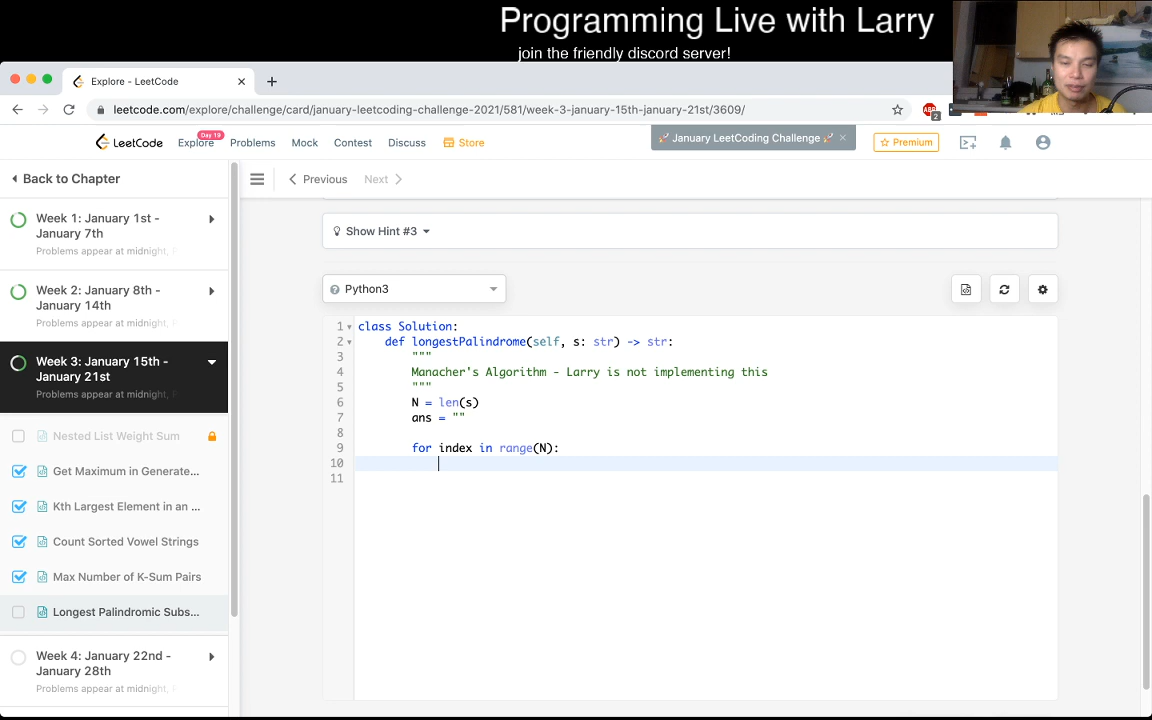 Programming Live with Larry
join the friendly discord server!
Explore - LeetCode
leetcode.com/explore/challenge/card/january-leetcoding-challenge-2021/581/week-3-january-15th-january-21st/3609/
ABP
2
LeetCode
Explore
Day 19
Problems
Mock
Contest
Discuss
Store
January LeetCoding Challenge
Premium
Back to Chapter
Previous
Next
Week 1: January 1st -
January 7th
Problems appear at midnight,
Week 2: January 8th -
January 14th
Problems appear at midnight,
Week 3: January 15th -
January 21st
Problems appear at midnight,
Nested List Weight Sum
Get Maximum in Generate...
Kth Largest Element in an ...
Count Sorted Vowel Strings
Max Number of K-Sum Pairs
Longest Palindromic Subs...
Week 4: January 22nd -
January 28th
Problems appear at midnight,
Show Hint #3
Python3
1 class Solution:
2 def longestPalindrome(self, s: str) -> str:
3 """
4 Manacher's Algorithm - Larry is not implementing this
5 """
6 N = len(s)
7 ans = ""
8
9 for index in range(N):
10
11